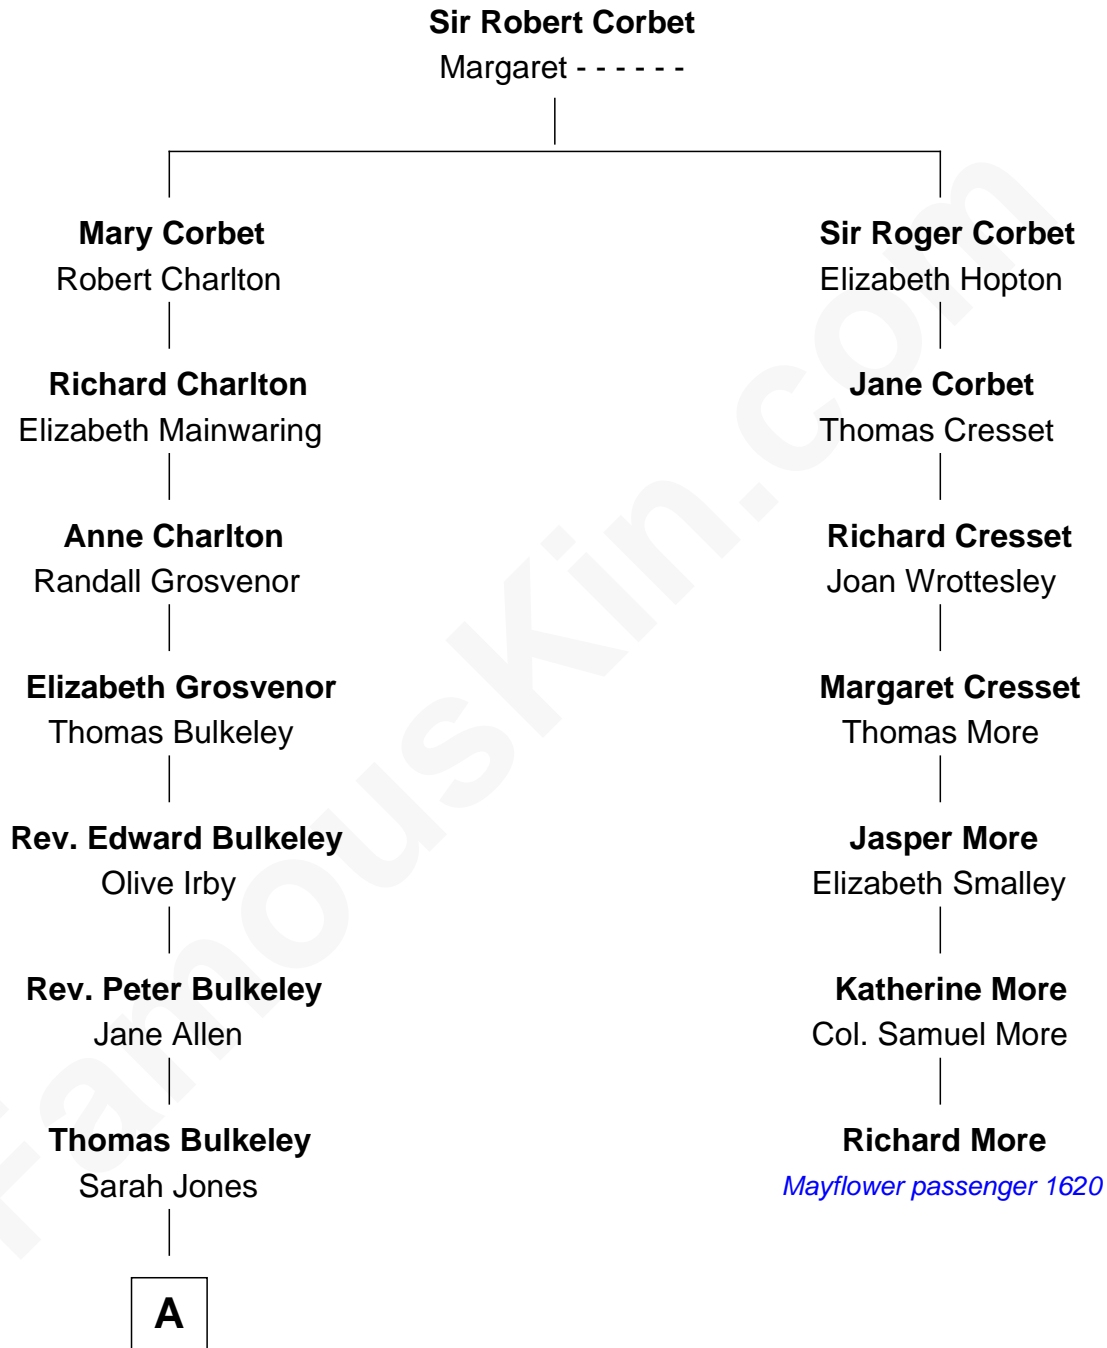 Sir Robert Corbet
Margaret - - - - - -
Mary Corbet
Robert Charlton
Sir Roger Corbet
Elizabeth Hopton
Richard Charlton
Elizabeth Mainwaring
Jane Corbet
Thomas Cresset
Anne Charlton
Randall Grosvenor
Richard Cresset
Joan Wrottesley
Elizabeth Grosvenor
Thomas Bulkeley
Margaret Cresset
Thomas More
Rev. Edward Bulkeley
Olive Irby
Jasper More
Elizabeth Smalley
Rev. Peter Bulkeley
Jane Allen
Katherine More
Col. Samuel More
Thomas Bulkeley
Sarah Jones
Richard More
Mayflower passenger 1620
A
FamousKin.com